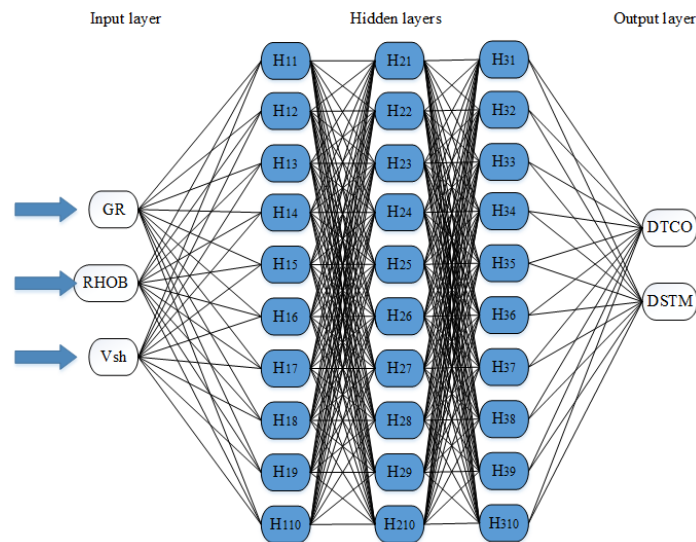 Input layer
Hidden layers
Output layer
GR
RHOB
Vsh
H11
H12
H13
H14
H15
H16
H17
H18
H19
H110
H21
H22
H23
H24
H25
H26
H27
H28
H29
H210
H31
H32
H33
H34
H35
H36
H37
H38
H39
H310
DTCO
DSTM